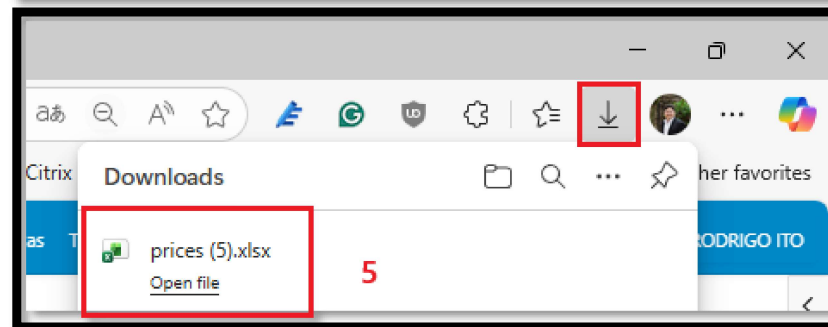 aあ A
Citrix Downloads her favorites
as T RODRIGO ITO
prices (5).xlsx
Open file
5